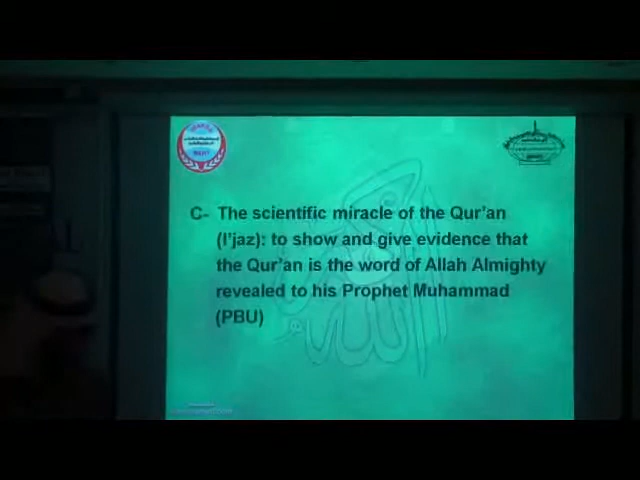 C- The scientific miracle of the Qur'an
(I'jaz): to show and give evidence that
the Qur'an is the word of Allah Almighty
revealed to his Prophet Muhammad
(PBU)